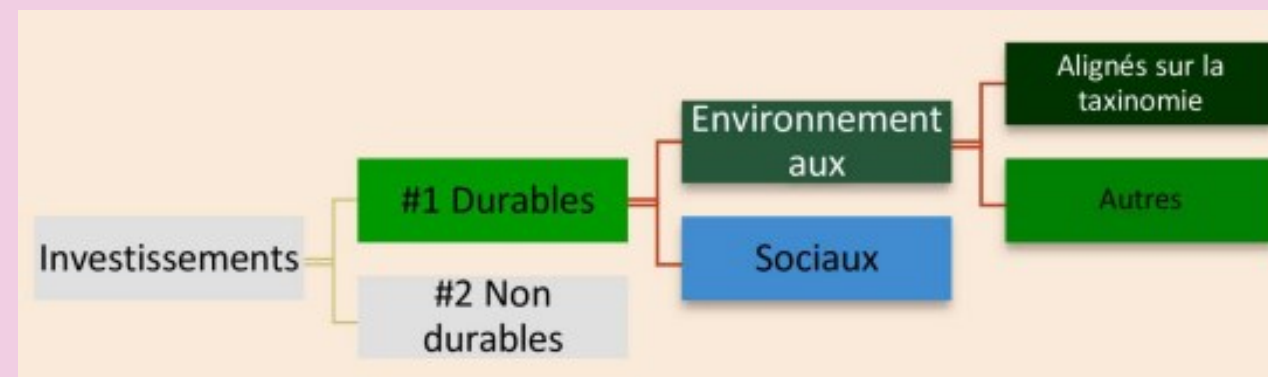 Investissements
#1 Durables
#2 Non
durables
Environnement
aux
Sociaux
Alignés sur la
taxinomie
Autres